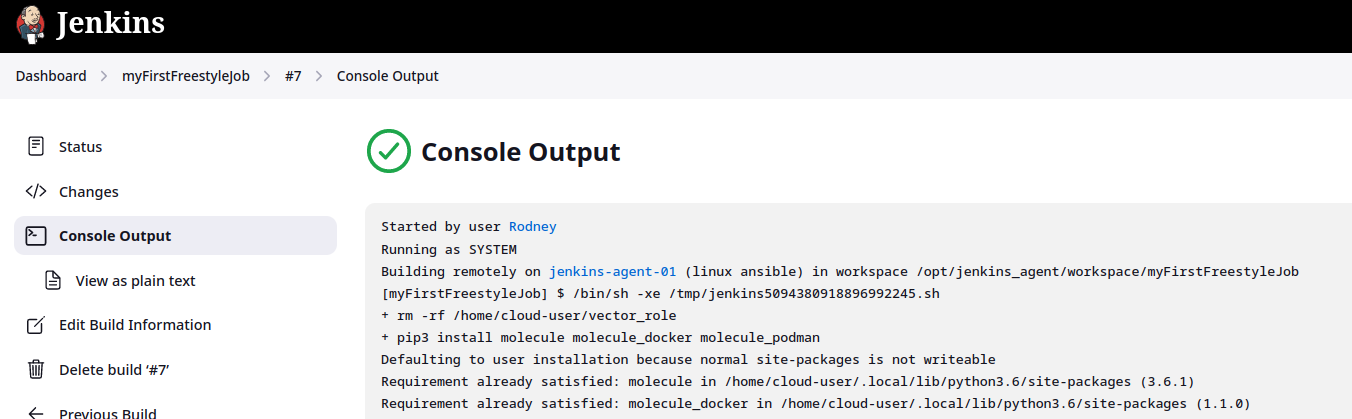 Jenkins
Dashboard > myFirstFreestyleJob > #7 > Console Output
Status
Changes
Console Output
View as plain text
Edit Build Information
Delete build ‘#7’
Previous Build
Console Output
Started by user Rodney
Running as SYSTEM
Building remotely on jenkins-agent-01 (linux ansible) in workspace /opt/jenkins_agent/workspace/myFirstFreestyleJob
[myFirstFreestyleJob] $ /bin/sh -xe /tmp/jenkins5094380918896992245.sh
+ rm -rf /home/cloud-user/vector_role
+ pip3 install molecule molecule_docker molecule_podman
Defaulting to user installation because normal site-packages is not writeable
Requirement already satisfied: molecule in /home/cloud-user/.local/lib/python3.6/site-packages (3.6.1)
Requirement already satisfied: molecule_docker in /home/cloud-user/.local/lib/python3.6/site-packages (1.1.0)